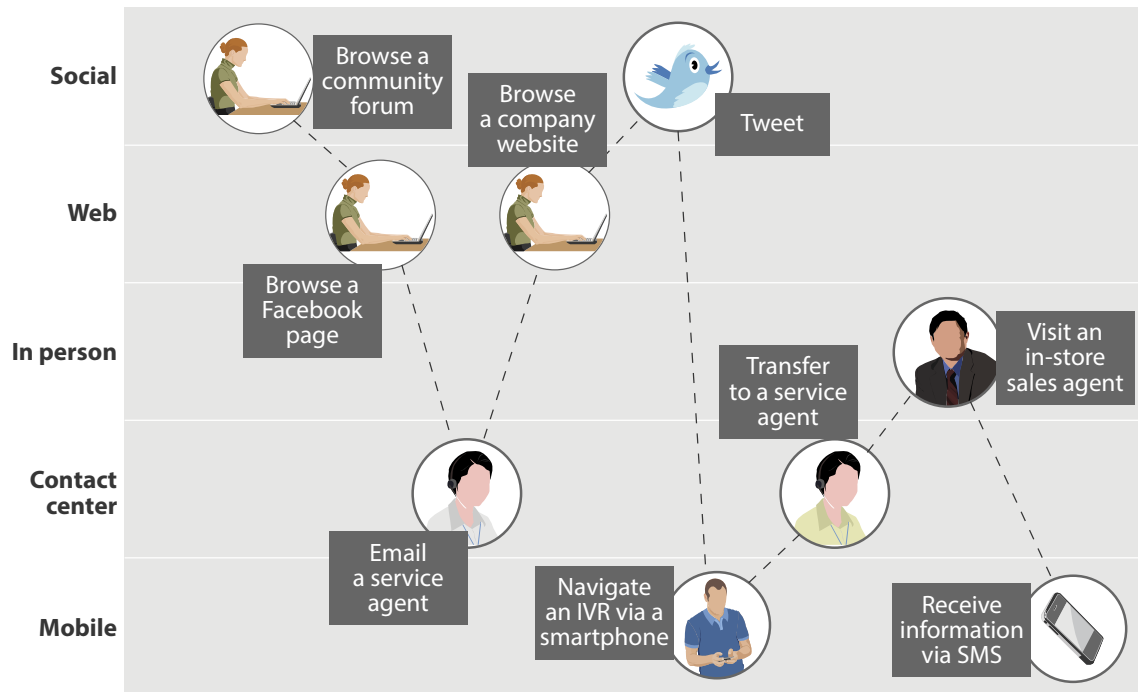 Social
Browse a
community
forum
Browse
a company
website
Tweet
Web
Browse a
Facebook
page
In person
Visit an
in-store
sales agent
Transfer
to a service
agent
Contact
center
Email
a service
agent
Mobile
Navigate
an IVR via a
smartphone
Receive
information
via SMS